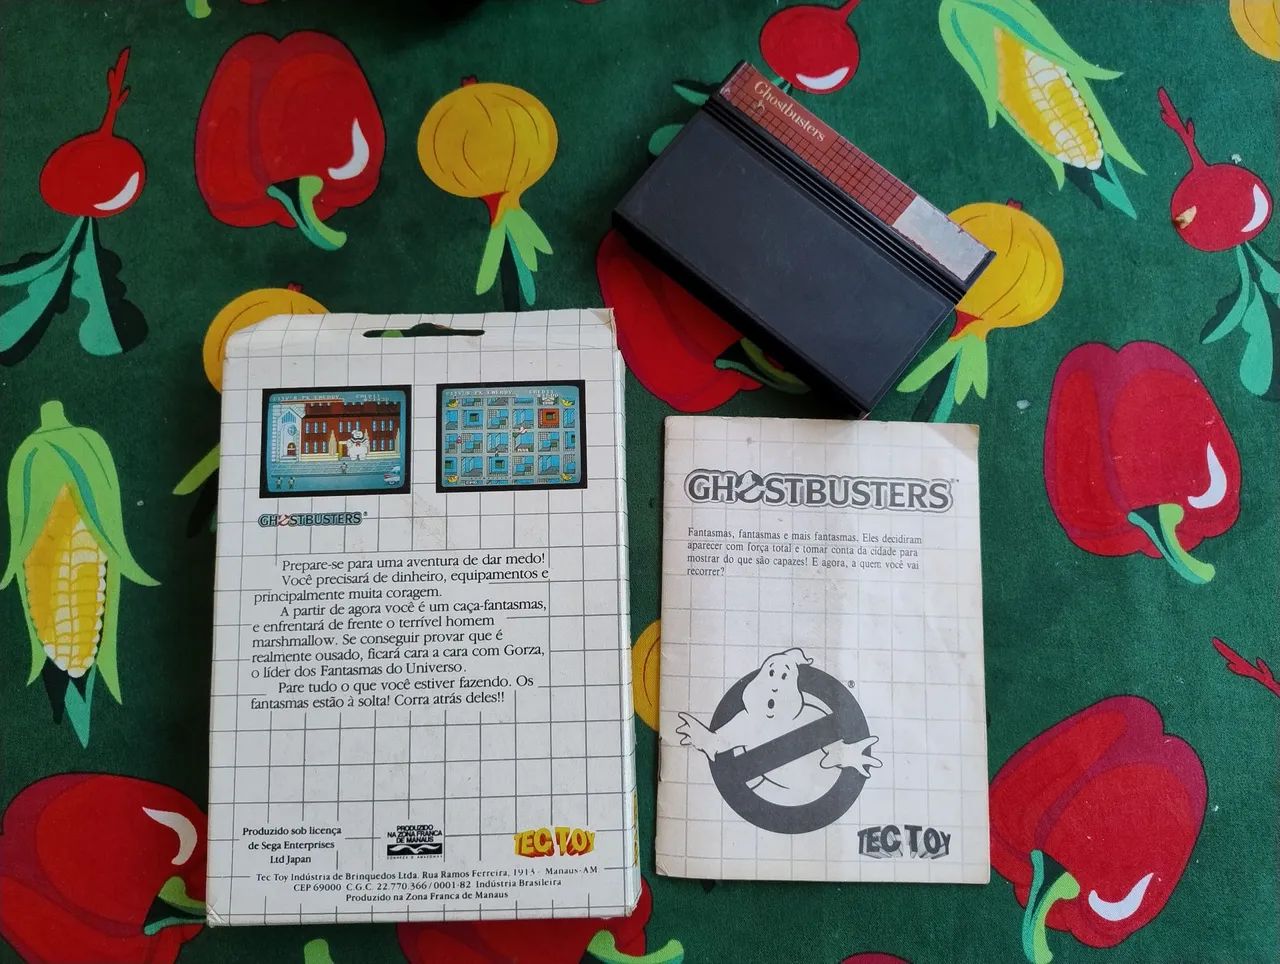 Ghostbusters
GHOSTBUSTERS
Prepare-se para uma aventura de dar medo!
Você precisará de dinheiro, equipamentos e
principalmente muita coragem.
A partir de agora você é um caça-fantasmas,
e enfrentará de frente o terrível homem
marshmallow. Se conseguir provar que é
realmente ousado, ficará cara a cara com Gorza,
o líder dos Fantasmas do Universo.
Pare tudo o que você estiver fazendo. Os
fantasmas estão à solta! Corra atrás deles!!
Produzido sob licença
de Sega Enterprises
Ltd Japan
PRODUZIDO
NA ZONA FRANCA
DE MANAUS
CONHEÇA O AMAZONAS
TEC TOY
Tec Toy Indústria de Brinquedos Ltda. Rua Ramos Ferreira, 1914 - Manaus-AM
CEP 69000 C.G.C. 22.770.366/0001-82 Indústria Brasileira
Produzido na Zona Franca de Manaus
GHOSTBUSTERS
Fantasmas, fantasmas e mais fantasmas. Eles decidiram
aparecer com força total e tomar conta da cidade para
mostrar do que são capazes! E agora, a quem você vai
recorrer?
®
TEC TOY